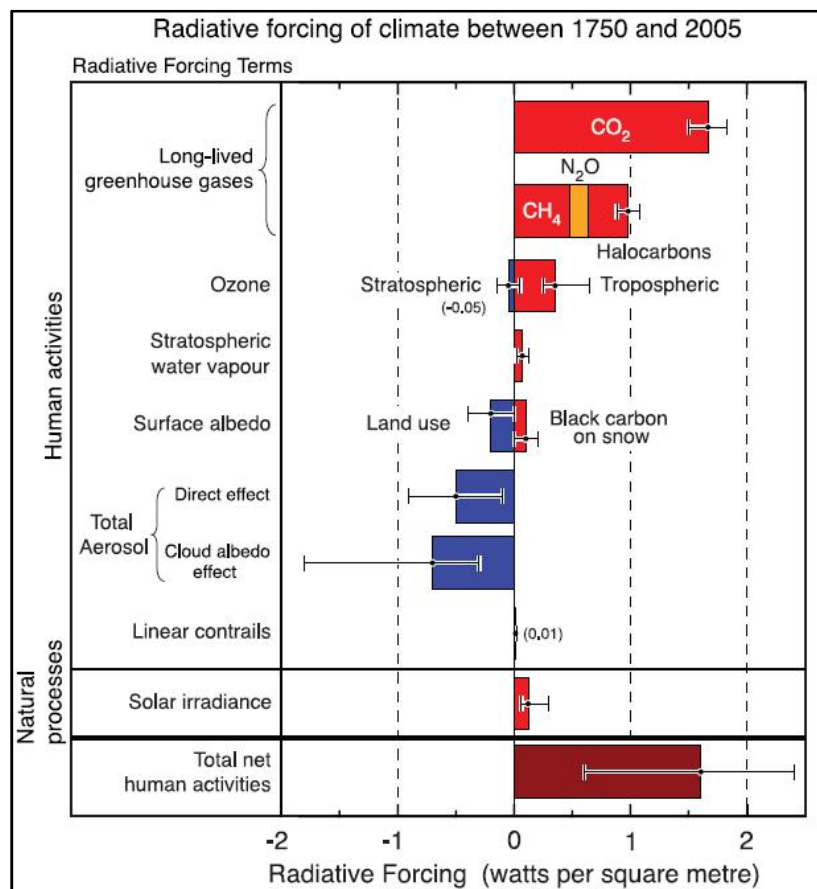 Radiative forcing of climate between 1750 and 2005
Radiative Forcing Terms
Human activities
Long-lived
greenhouse gases
CO₂
N₂O
CH₄
Halocarbons
Ozone
Stratospheric
(-0.05)
Tropospheric
Stratospheric
water vapour
Surface albedo
Land use
Black carbon
on snow
Total
Aerosol
Direct effect
Cloud albedo
effect
Linear contrails
(0.01)
Natural
processes
Solar irradiance
Total net
human activities
-2 -1 0 1 2
Radiative Forcing (watts per square metre)